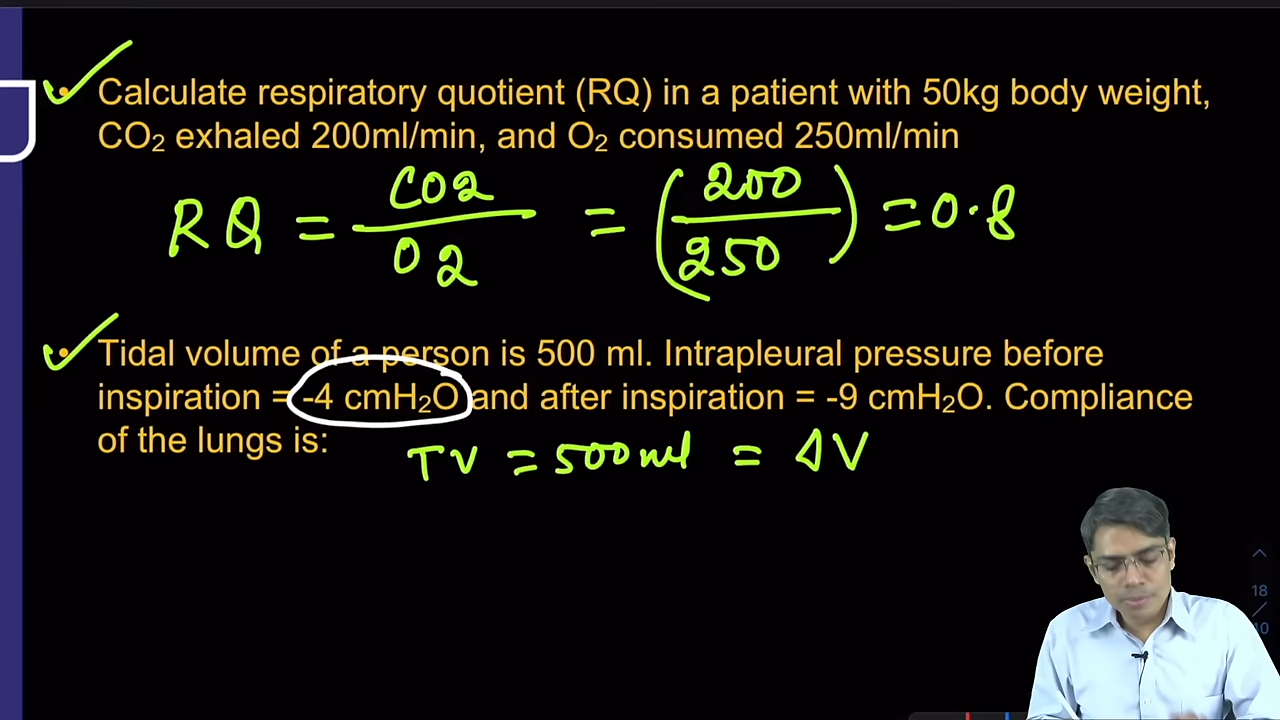 • Calculate respiratory quotient (RQ) in a patient with 50kg body weight,
CO₂ exhaled 200ml/min, and O₂ consumed 250ml/min
RQ = CO2/O2 = (200/250) = 0.8
• Tidal volume of a person is 500 ml. Intrapleural pressure before
inspiration = -4 cmH₂O and after inspiration = -9 cmH₂O. Compliance
of the lungs is:
TV = 500ml = ΔV
18
/